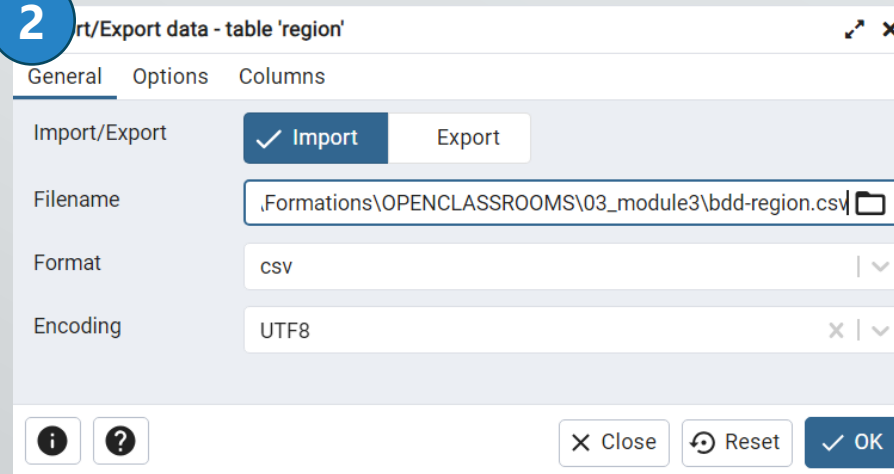 2
rt/Export data - table 'region'
General Options Columns
Import/Export Import Export
Filename \Formations\OPENCLASSROOMS\03_module3\bdd-region.csv
Format csv
Encoding UTF8
Close Reset OK